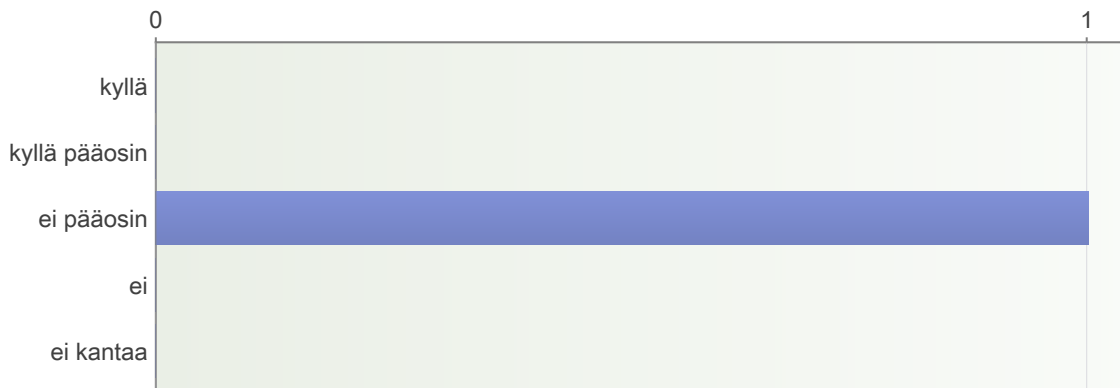 0 1
kyllä
kyllä pääosin
ei pääosin
ei
ei kantaa